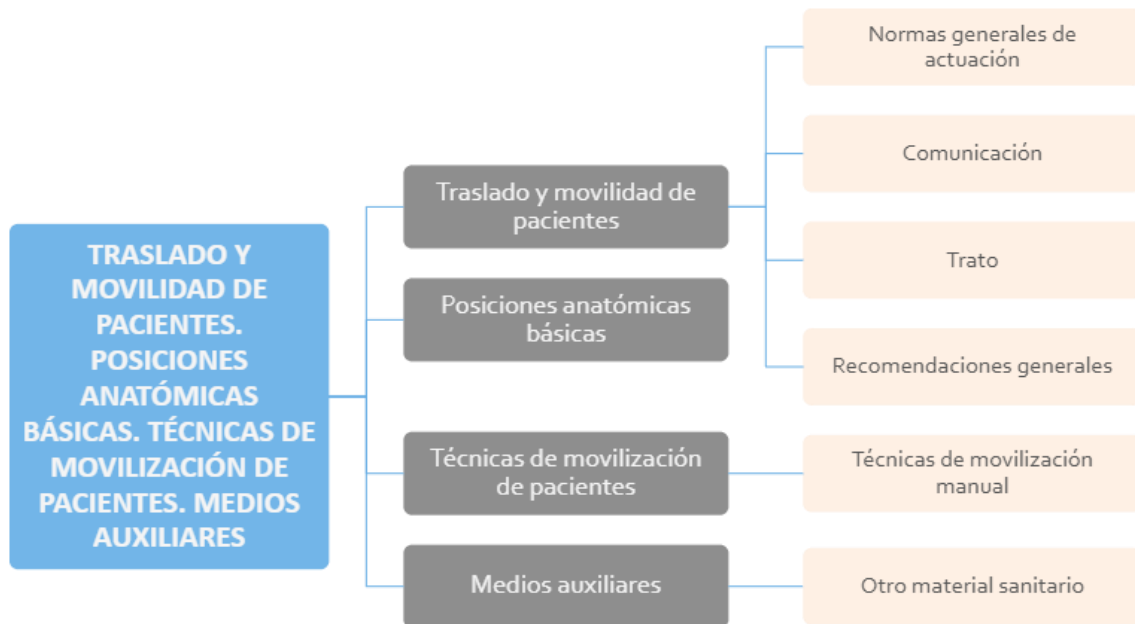 TRASLADO Y
MOVILIDAD DE
PACIENTES.
POSICIONES
ANATÓMICAS
BÁSICAS. TÉCNICAS DE
MOVILIZACIÓN DE
PACIENTES. MEDIOS
AUXILIARES
Traslado y movilidad de
pacientes
Normas generales de
actuación
Comunicación
Trato
Recomendaciones generales
Posiciones anatómicas
básicas
Técnicas de movilización
de pacientes
Técnicas de movilización
manual
Medios auxiliares
Otro material sanitario